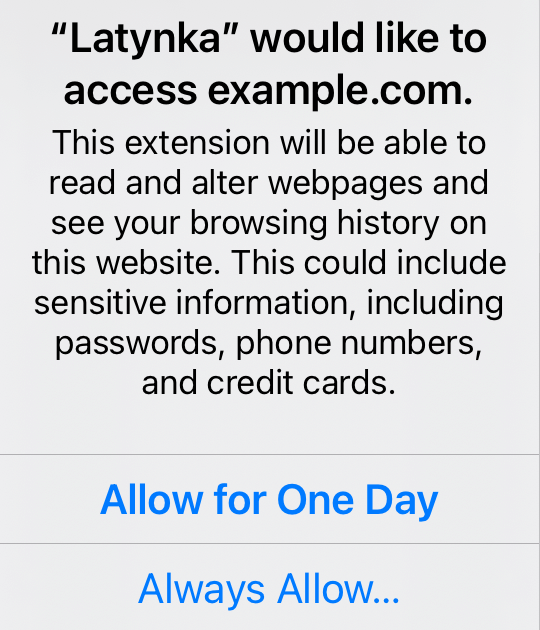 “Latynka” would like to
access example.com.
This extension will be able to
read and alter webpages and
see your browsing history on
this website. This could include
sensitive information, including
passwords, phone numbers,
and credit cards.
Allow for One Day
Always Allow...